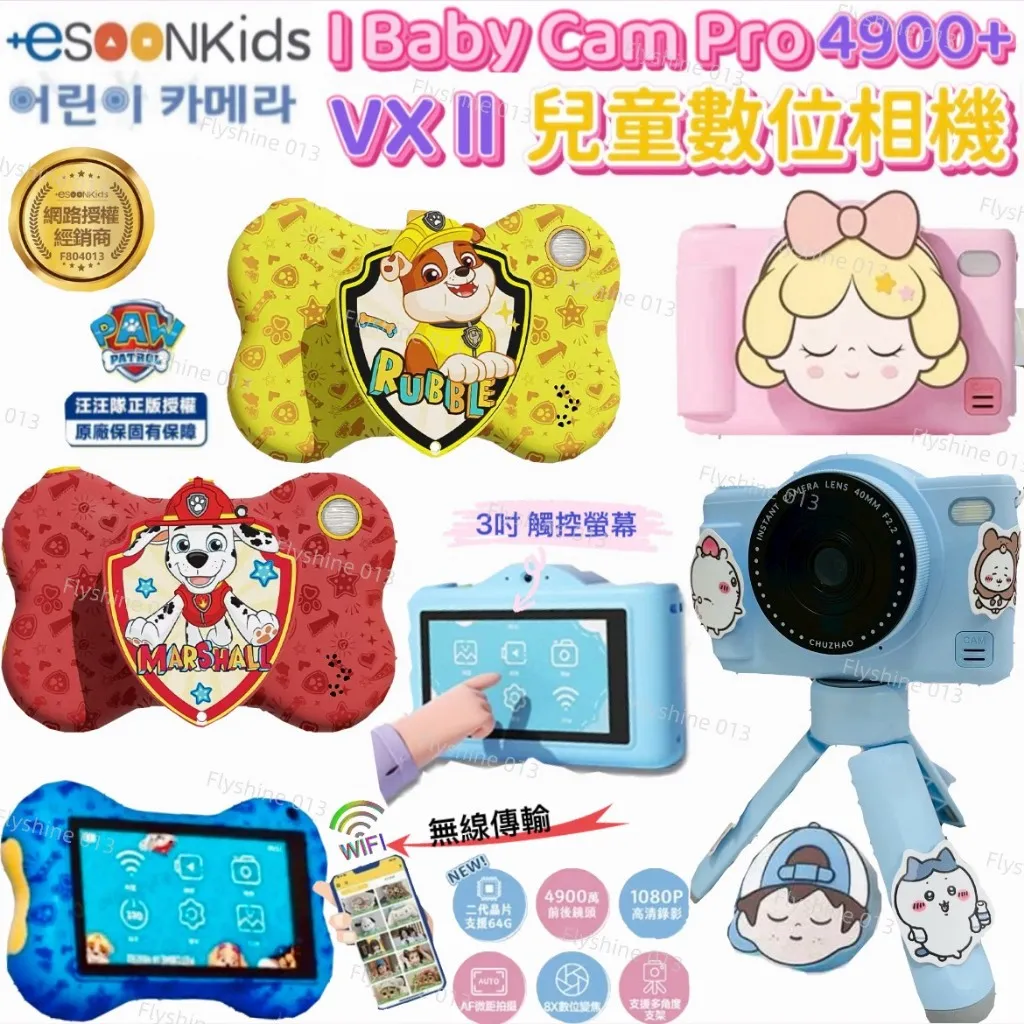 +esoonkids
I Baby Cam Pro 4900+
어린이 카메라
VX II 兒童數位相機
+esoonkids
網路授權
經銷商
F804013
PAW
PATROL
汪汪隊正版授權
原廠保固有保障
RUBBLE
MARSHALL
3吋 觸控螢幕
INSTANT CAMERA LENS 40MM F2.2
CHUZHAO
CAM
WIFI
無線傳輸
NEW!
二代晶片
支援64G
4900萬
前後鏡頭
1080P
高清錄影
AUTO
AF微距拍攝
8X數位變焦
支援多角度
支架
Flyshine 013